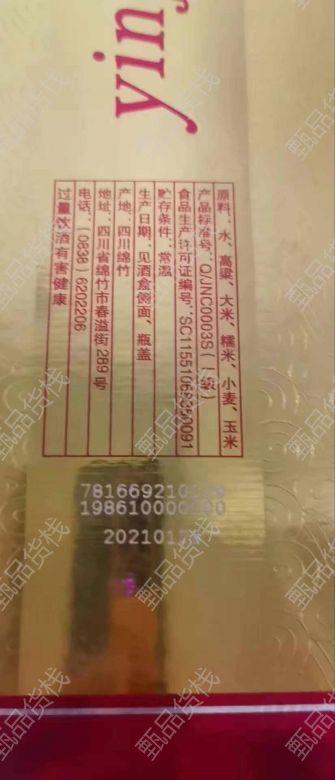 yin
原料：水、高粱、大米、糯米、小麦、玉米
产品标准号：Q/JNC0003S（一级）
食品生产许可证编号：SC11551068350091
贮存条件：常温
生产日期：见酒盒侧面、瓶盖
产地：四川绵竹
地址：四川省绵竹市春溢街289号
电话：（0838）6202206
过量饮酒有害健康
甄品货栈